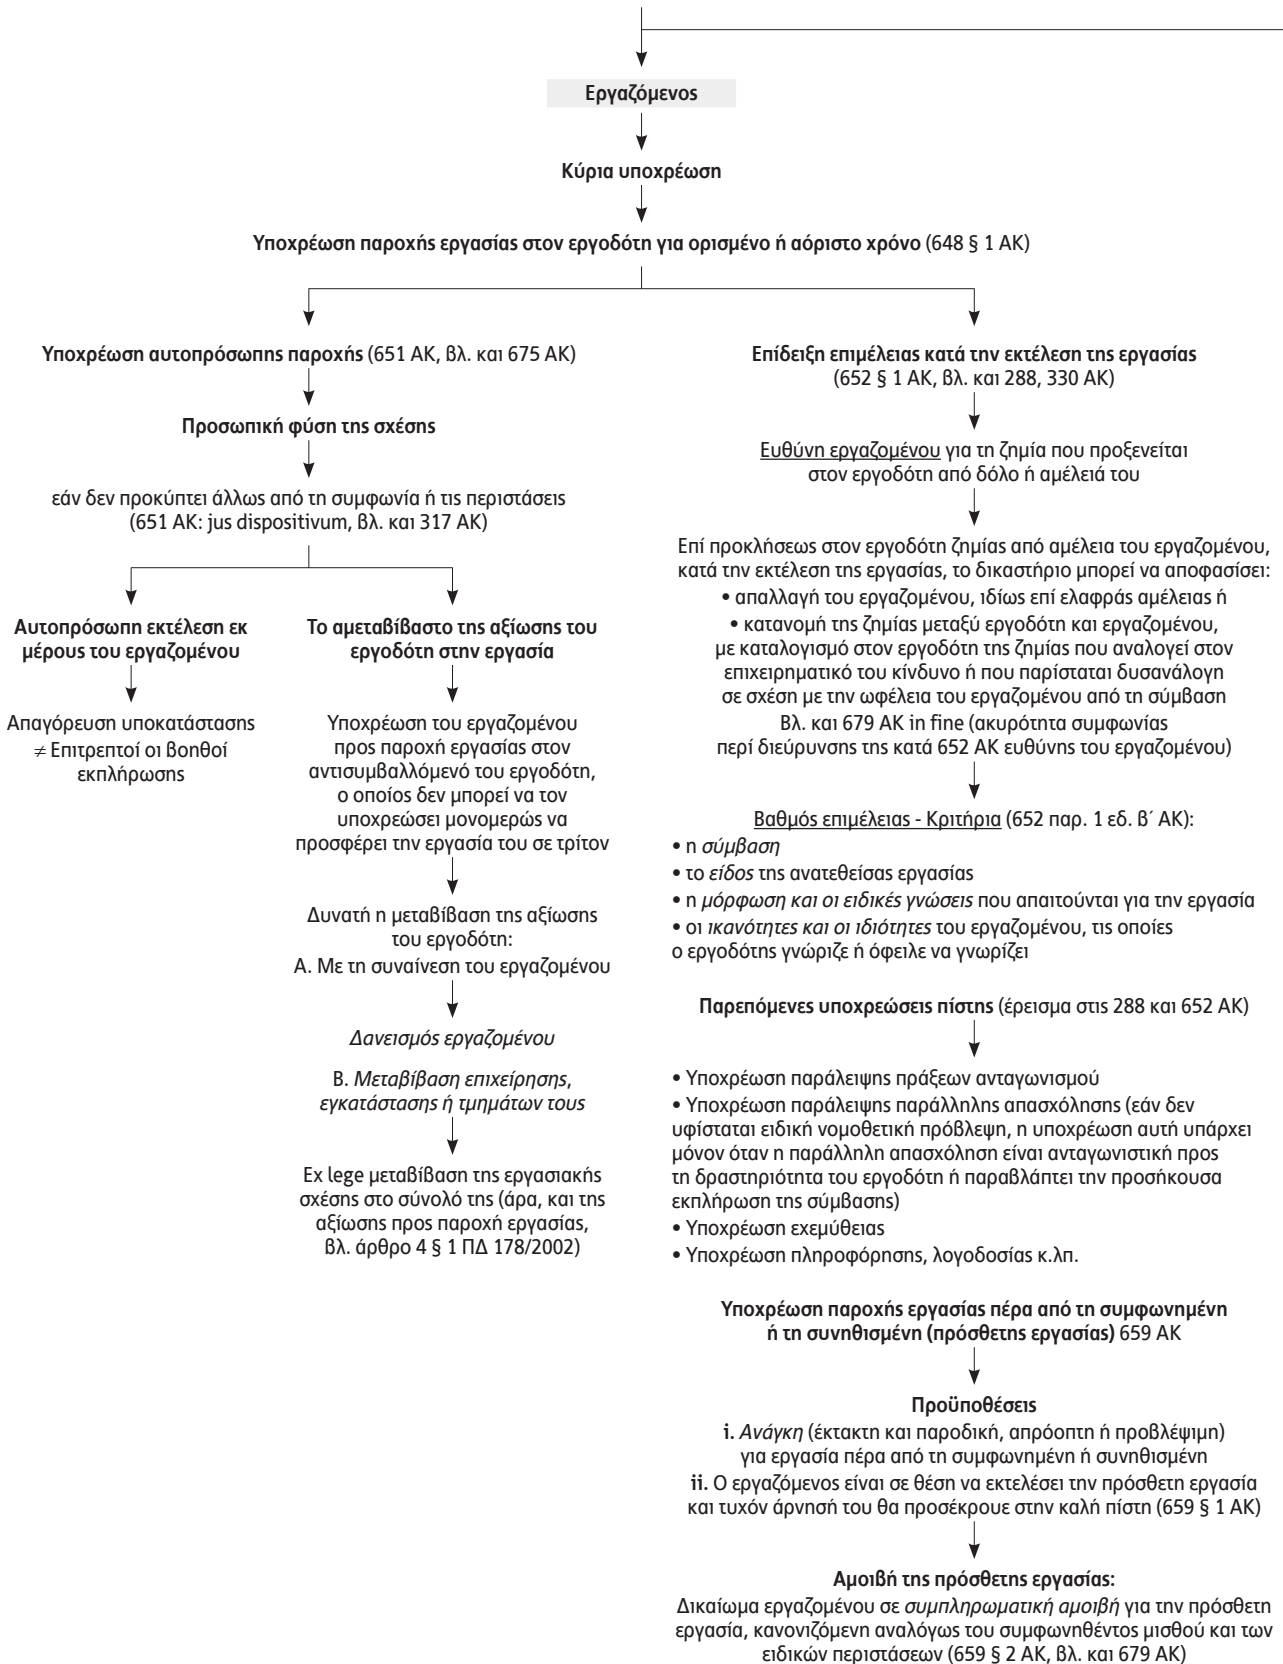 Εργαζόμενος
Κύρια υποχρέωση
Υποχρέωση παροχής εργασίας στον εργοδότη για ορισμένο ή αόριστο χρόνο (648 § 1 ΑΚ)
Υποχρέωση αυτοπρόσωπης παροχής (651 ΑΚ, βλ. και 675 ΑΚ)
Προσωπική φύση της σχέσης
εάν δεν προκύπτει άλλως από τη συμφωνία ή τις περιστάσεις
(651 ΑΚ: jus dispositivum, βλ. και 317 ΑΚ)
Αυτοπρόσωπη εκτέλεση εκ
μέρους του εργαζομένου
Απαγόρευση υποκατάστασης
≠ Επιτρεπτοί οι βοηθοί
εκπλήρωσης
Το αμεταβίβαστο της αξίωσης του
εργοδότη στην εργασία
Υποχρέωση του εργαζομένου
προς παροχή εργασίας στον
αντισυμβαλλόμενό του εργοδότη,
ο οποίος δεν μπορεί να τον
υποχρεώσει μονομερώς να
προσφέρει την εργασία του σε τρίτον
Δυνατή η μεταβίβαση της αξίωσης
του εργοδότη:
Α. Με τη συναίνεση του εργαζομένου
Δανεισμός εργαζομένου
Β. Μεταβίβαση επιχείρησης,
εγκατάστασης ή τμημάτων τους
Ex lege μεταβίβαση της εργασιακής
σχέσης στο σύνολό της (άρα, και της
αξίωσης προς παροχή εργασίας,
βλ. άρθρο 4 § 1 ΠΔ 178/2002)
Επίδειξη επιμέλειας κατά την εκτέλεση της εργασίας
(652 § 1 ΑΚ, βλ. και 288, 330 ΑΚ)
Ευθύνη εργαζομένου για τη ζημία που προξενείται
στον εργοδότη από δόλο ή αμέλειά του
Επί προκλήσεως στον εργοδότη ζημίας από αμέλεια του εργαζομένου,
κατά την εκτέλεση της εργασίας, το δικαστήριο μπορεί να αποφασίσει:
• απαλλαγή του εργαζομένου, ιδίως επί ελαφράς αμέλειας ή
• κατανομή της ζημίας μεταξύ εργοδότη και εργαζομένου,
με καταλογισμό στον εργοδότη της ζημίας που αναλογεί στον
επιχειρηματικό του κίνδυνο ή που παρίσταται δυσανάλογη
σε σχέση με την ωφέλεια του εργαζομένου από τη σύμβαση
Βλ. και 679 ΑΚ in fine (ακυρότητα συμφωνίας
περί διεύρυνσης της κατά 652 ΑΚ ευθύνης του εργαζομένου)
Βαθμός επιμέλειας - Κριτήρια (652 παρ. 1 εδ. β΄ ΑΚ):
• η σύμβαση
• το είδος της ανατεθείσας εργασίας
• η μόρφωση και οι ειδικές γνώσεις που απαιτούνται για την εργασία
• οι ικανότητες και οι ιδιότητες του εργαζομένου, τις οποίες
ο εργοδότης γνώριζε ή όφειλε να γνωρίζει
Παρεπόμενες υποχρεώσεις πίστης (έρεισμα στις 288 και 652 ΑΚ)
• Υποχρέωση παράλειψης πράξεων ανταγωνισμού
• Υποχρέωση παράλειψης παράλληλης απασχόλησης (εάν δεν
υφίσταται ειδική νομοθετική πρόβλεψη, η υποχρέωση αυτή υπάρχει
μόνον όταν η παράλληλη απασχόληση είναι ανταγωνιστική προς
τη δραστηριότητα του εργοδότη ή παραβλάπτει την προσήκουσα
εκπλήρωση της σύμβασης)
• Υποχρέωση εχεμύθειας
• Υποχρέωση πληροφόρησης, λογοδοσίας κ.λπ.
Υποχρέωση παροχής εργασίας πέρα από τη συμφωνημένη
ή τη συνηθισμένη (πρόσθετης εργασίας) 659 ΑΚ
Προϋποθέσεις
i. Ανάγκη (έκτακτη και παροδική, απρόοπτη ή προβλέψιμη)
για εργασία πέρα από τη συμφωνημένη ή συνηθισμένη
ii. Ο εργαζόμενος είναι σε θέση να εκτελέσει την πρόσθετη εργασία
και τυχόν άρνησή του θα προσέκρουε στην καλή πίστη (659 § 1 ΑΚ)
Αμοιβή της πρόσθετης εργασίας:
Δικαίωμα εργαζομένου σε συμπληρωματική αμοιβή για την πρόσθετη
εργασία, κανονιζόμενη αναλόγως του συμφωνηθέντος μισθού και των
ειδικών περιστάσεων (659 § 2 ΑΚ, βλ. και 679 ΑΚ)